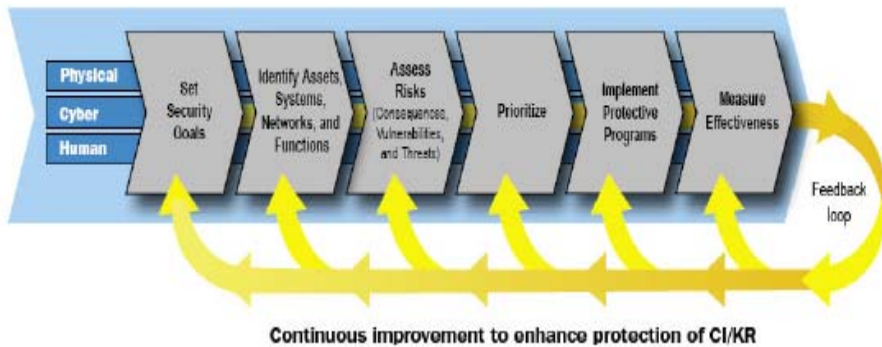 Physical
Cyber
Human
Set
Security
Goals
Identify Assets,
Systems,
Networks, and
Functions
Assess
Risks
(Consequences,
Vulnerabilities,
and Threats)
Prioritize
Implement
Protective
Programs
Measure
Effectiveness
Feedback
loop
Continuous improvement to enhance protection of CI/KR